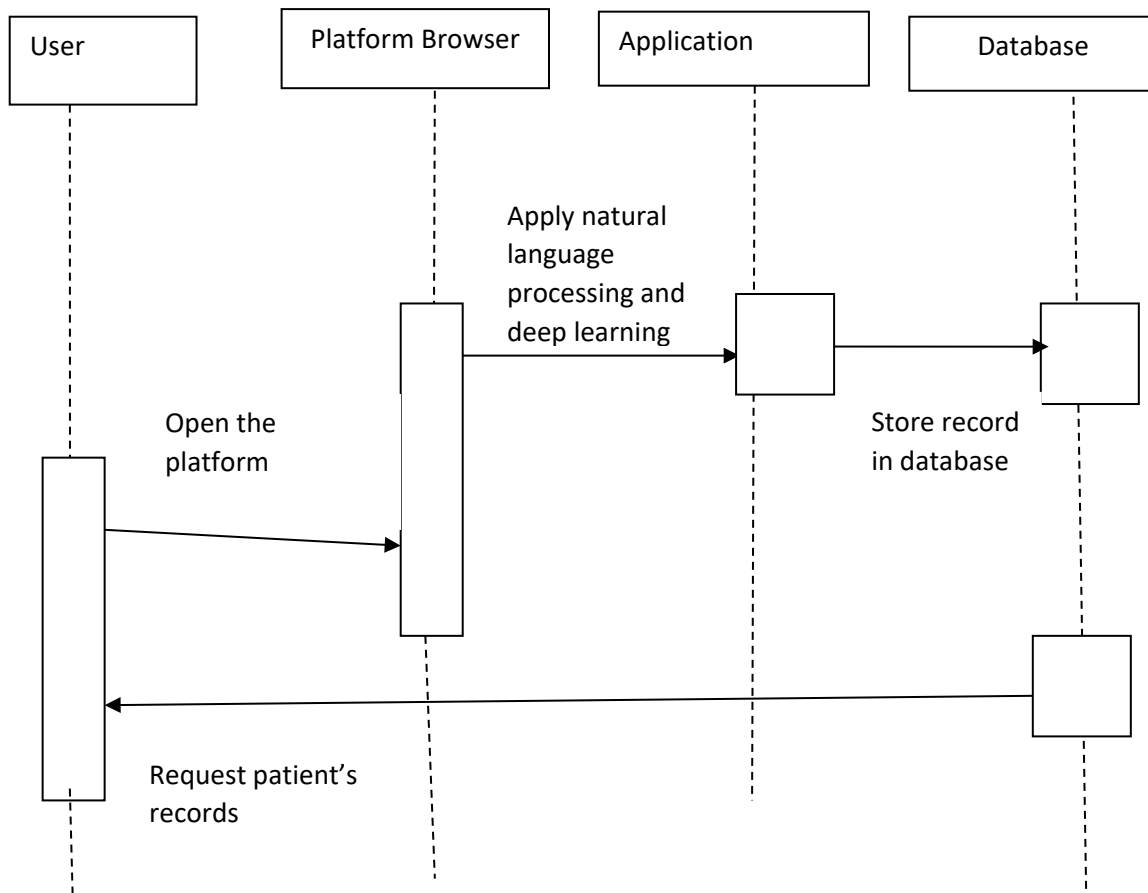 User
Platform Browser
Application
Database
Apply natural
language
processing and
deep learning
Open the
platform
Store record
in database
Request patient’s
records